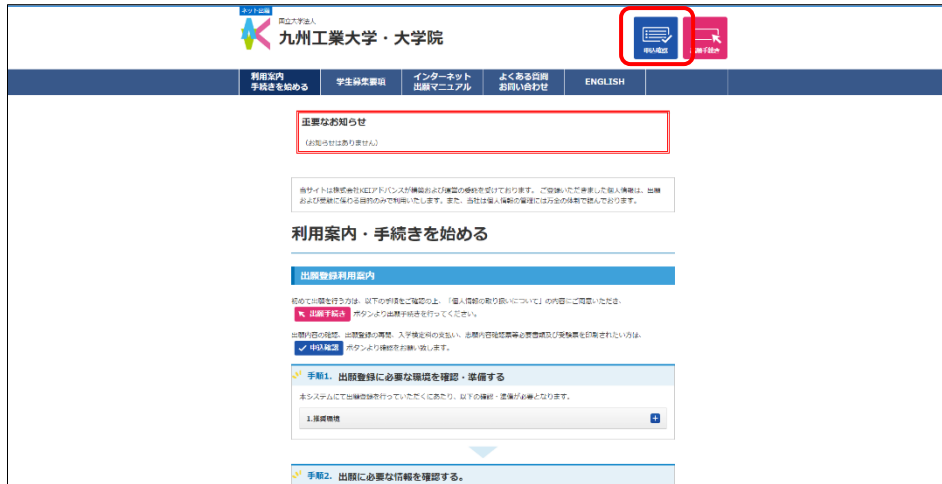 ネット出願
国立大学法人
九州工業大学・大学院
申込確認
出願手続き
利用案内
手続きを始める
学生募集要項
インターネット
出願マニュアル
よくある質問
お問い合わせ
ENGLISH
重要なお知らせ
(お知らせはありません)
当サイトは株式会社KEIアドバンスが構築および運営の委託を受けております。 ご登録いただきました個人情報は、出願
および受験に係わる目的のみで利用いたします。また、当社は個人情報の管理には万全の体制で臨んでおります。
利用案内・手続きを始める
出願登録利用案内
初めて出願を行う方は、以下の手順をご確認の上、「個人情報の取り扱いについて」の内容にご同意いただき、
出願手続き ボタンより出願手続きを行ってください。
出願内容の確認、出願登録の再開、入学検定料の支払い、志願内容確認票等必要書類及び受験票を印刷されたい方は、
申込確認 ボタンより確認をお願い致します。
手順1. 出願登録に必要な環境を確認・準備する
本システムにて出願登録を行っていただくにあたり、以下の確認・準備が必要となります。
1.推奨環境
手順2. 出願に必要な情報を確認する。